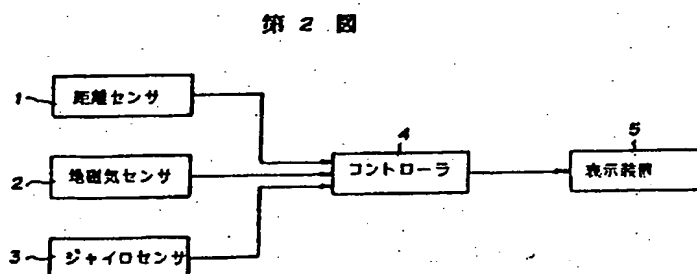 第 2 図
1 距離センサ
4
5
2 地磁気センサ
コントローラ
表示装置
3 ジャイロセンサ